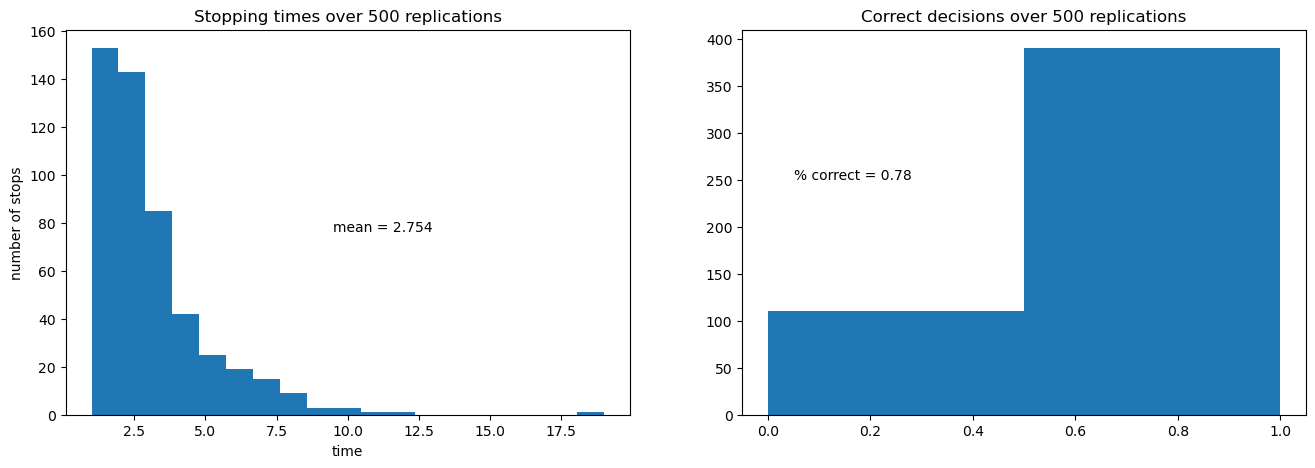 Stopping times over 500 replications
160
140
120
100
80
60
40
20
0
number of stops
mean = 2.754
2.5 5.0 7.5 10.0 12.5 15.0 17.5
time
Correct decisions over 500 replications
400
350
300
250
200
150
100
50
0
% correct = 0.78
0.0 0.2 0.4 0.6 0.8 1.0